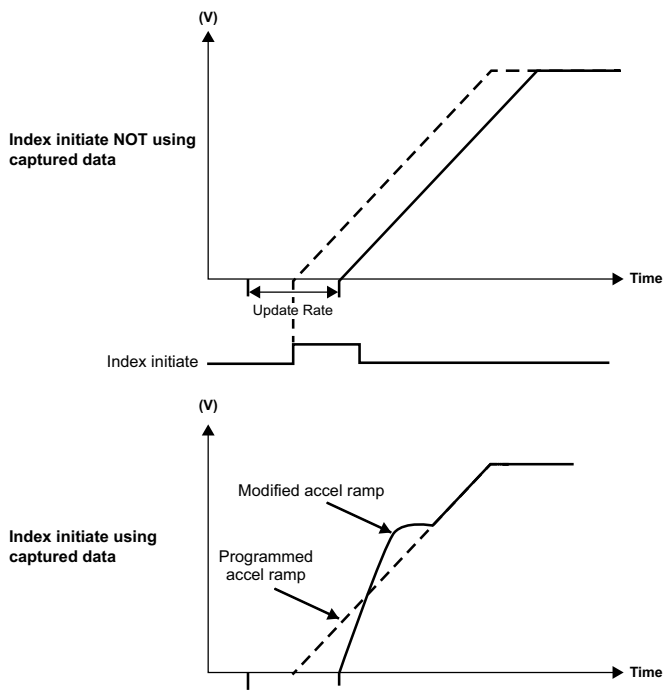 (V)
Index initiate NOT using
captured data
Time
Update Rate
Index initiate
(V)
Modified accel ramp
Index initiate using
captured data
Programmed
accel ramp
Time